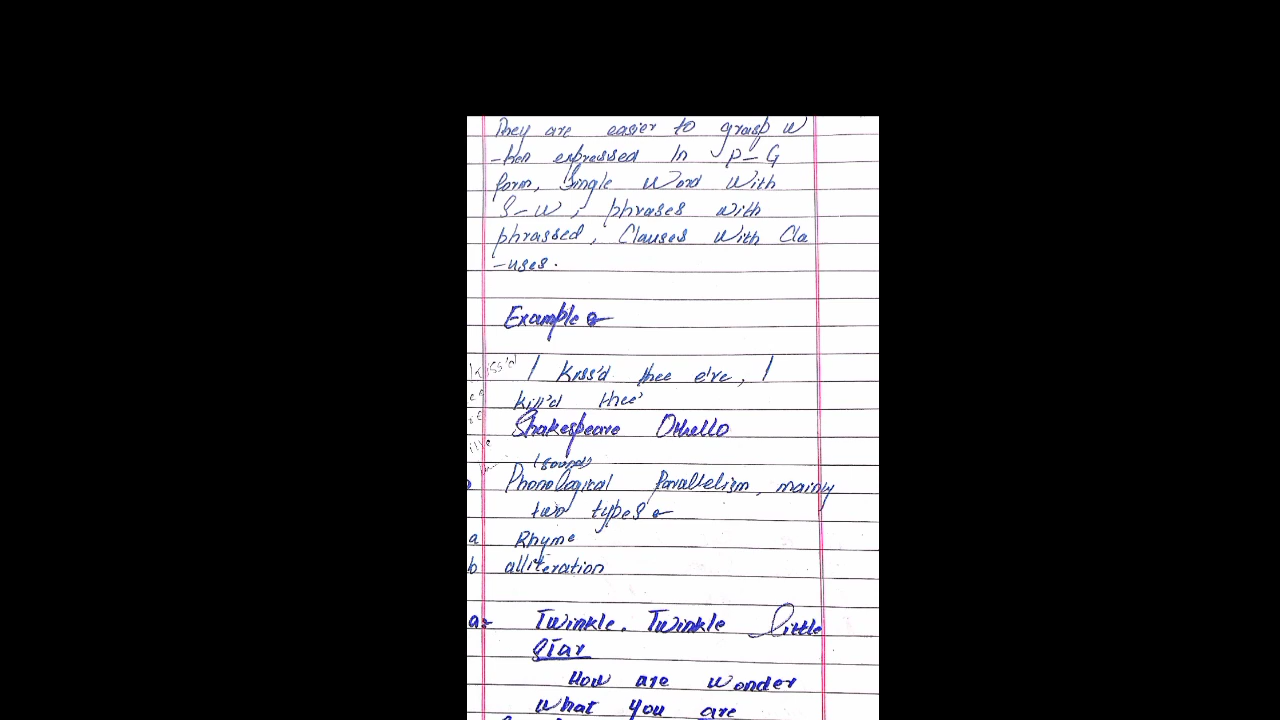 They are easier to grasp w
-hen expressed In P-G
form, Single Word With
S-W, phrases with
phrassed, Clauses With Cla
-uses.
Example :-
Kiss'd
I Kiss'd thee e're, I
kill'd thee'
Shakespeare Othello
(sound)
Phonological Parallelism, mainly
two types :-
a Rhyme
b alliteration
a:- Twinkle. Twinkle little
Star
How are wonder
what you are